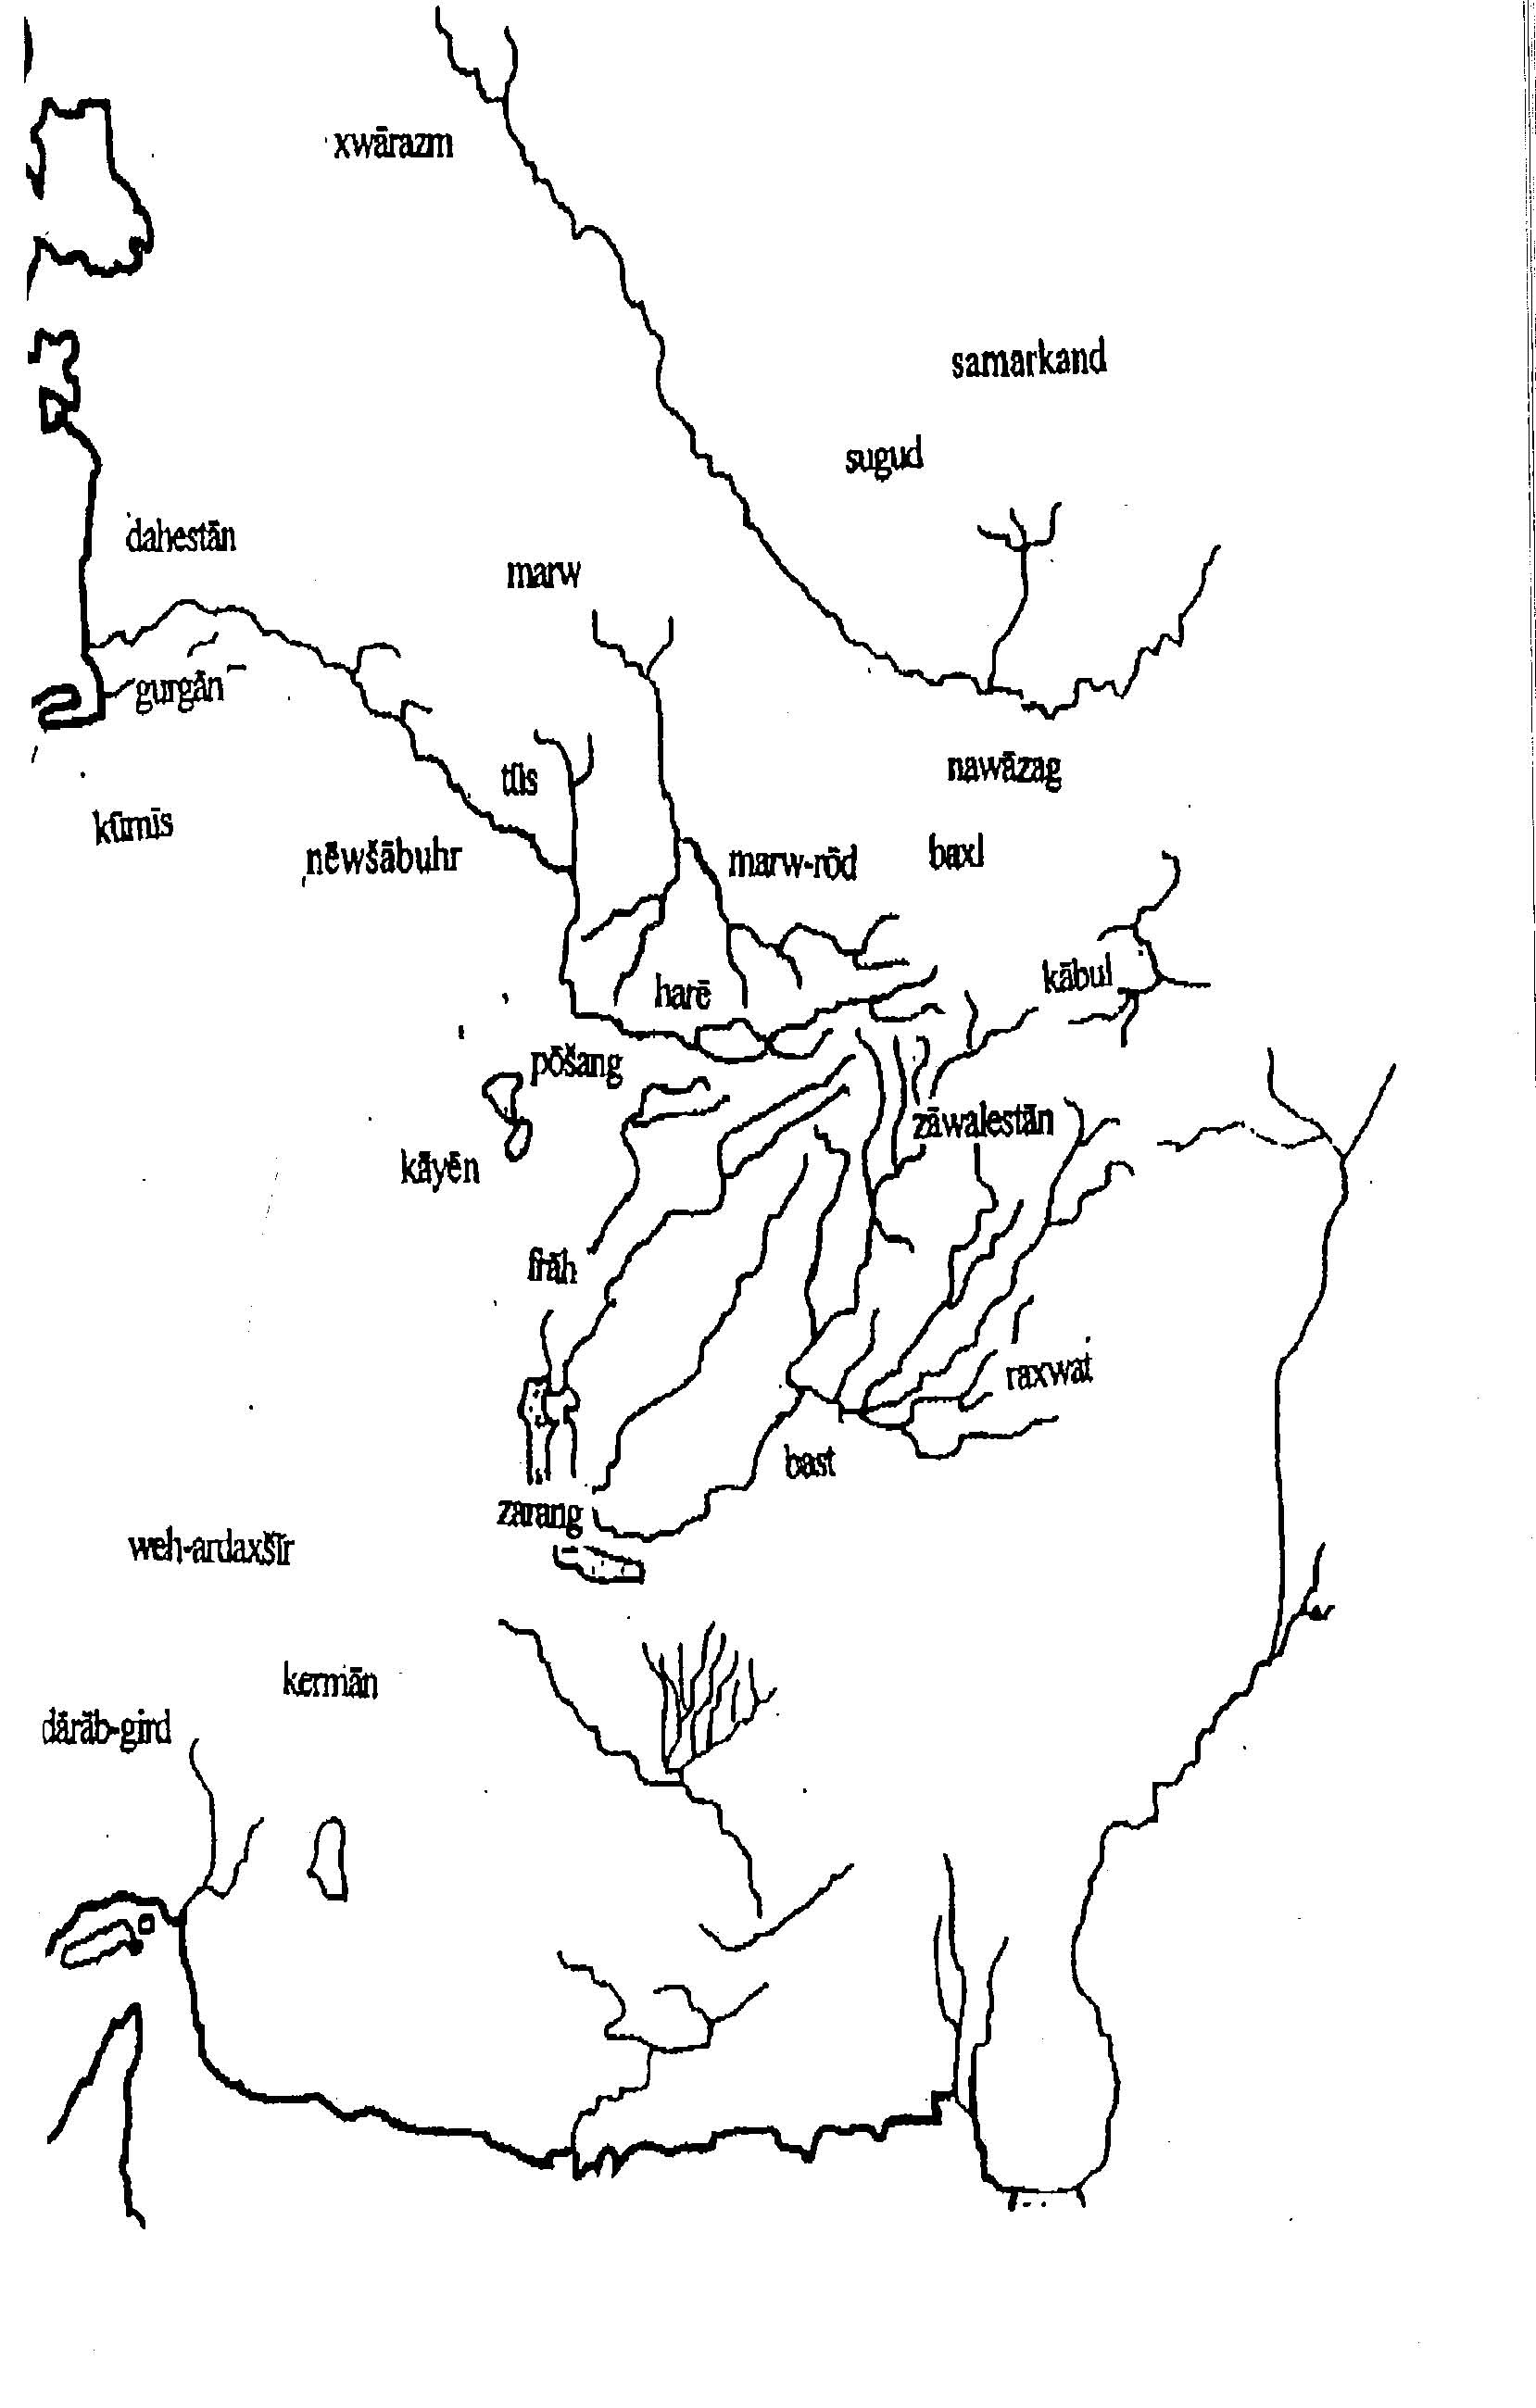 xwārazm
samarkand
sugud
dahestān
marw
gurgān
nawāzag
tūs
kūmīs
nēwšābuhr
marw-rōd
baxl
kābul
harē
pōšang
zāwalestān
kāyēn
frāh
raxwat
bast
zarang
weh-ardaxšīr
kermān
dārāb-gird